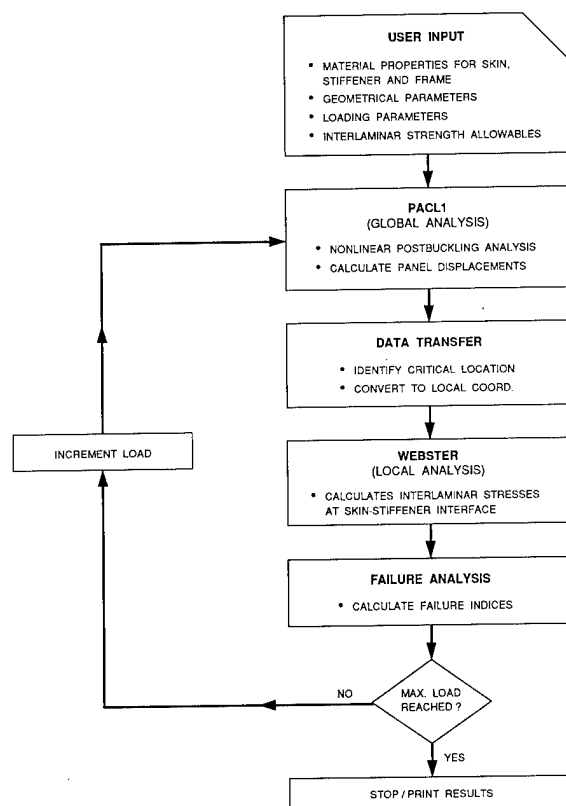 USER INPUT
• MATERIAL PROPERTIES FOR SKIN,
STIFFENER AND FRAME
• GEOMETRICAL PARAMETERS
• LOADING PARAMETERS
• INTERLAMINAR STRENGTH ALLOWABLES
PACL1
(GLOBAL ANALYSIS)
• NONLINEAR POSTBUCKLING ANALYSIS
• CALCULATE PANEL DISPLACEMENTS
DATA TRANSFER
• IDENTIFY CRITICAL LOCATION
• CONVERT TO LOCAL COORD.
INCREMENT LOAD
WEBSTER
(LOCAL ANALYSIS)
• CALCULATES INTERLAMINAR STRESSES
AT SKIN-STIFFENER INTERFACE
FAILURE ANALYSIS
• CALCULATE FAILURE INDICES
NO
MAX. LOAD
REACHED ?
YES
STOP / PRINT RESULTS